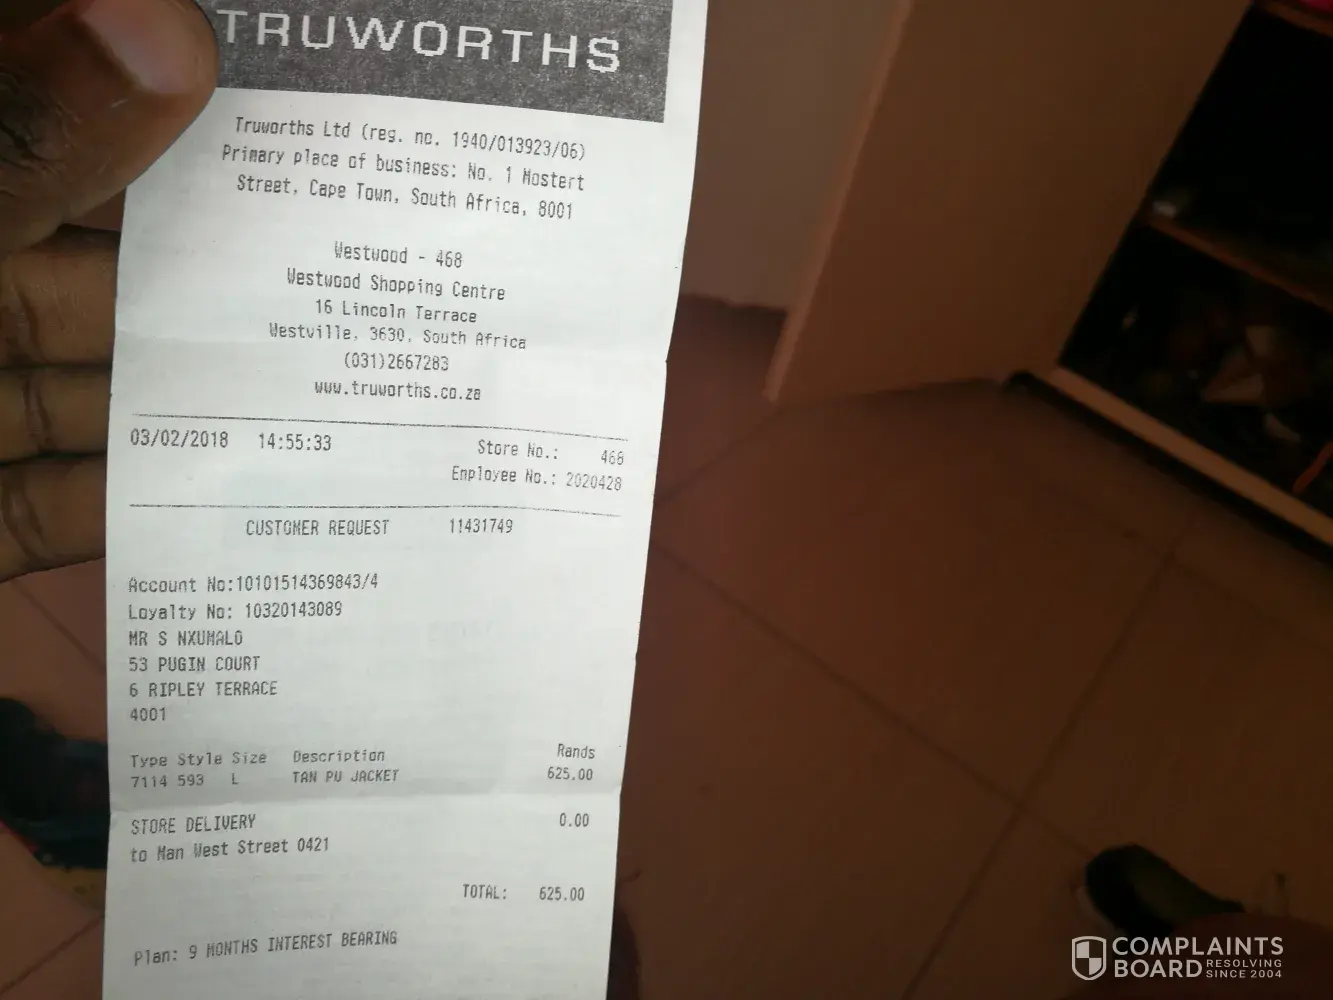 TRUWORTHS
Truworths Ltd (reg. no. 1940/013923/06)
Primary place of business: No. 1 Mostert
Street, Cape Town, South Africa, 8001
Westwood - 468
Westwood Shopping Centre
16 Lincoln Terrace
Westville, 3630, South Africa
(031)2667283
www.truworths.co.za
03/02/2018 14:55:33 Store No.: 468
Employee No.: 2020428
CUSTOMER REQUEST 11431749
Account No:10101514369843/4
Loyalty No: 10320143089
MR S NXUMALO
53 PUGIN COURT
6 RIPLEY TERRACE
4001
Type Style Size Description Rands
7114 593 L TAN PU JACKET 625.00
STORE DELIVERY 0.00
to Man West Street 0421
TOTAL: 625.00
Plan: 9 MONTHS INTEREST BEARING
COMPLAINTS
BOARD RESOLVING
SINCE 2004